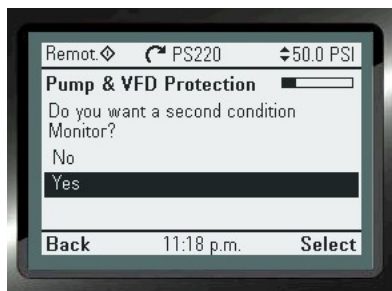 Remot. PS220 50.0 PSI
Pump & VFD Protection
Do you want a second condition
Monitor?
No
Yes
Back 11:18 p.m. Select